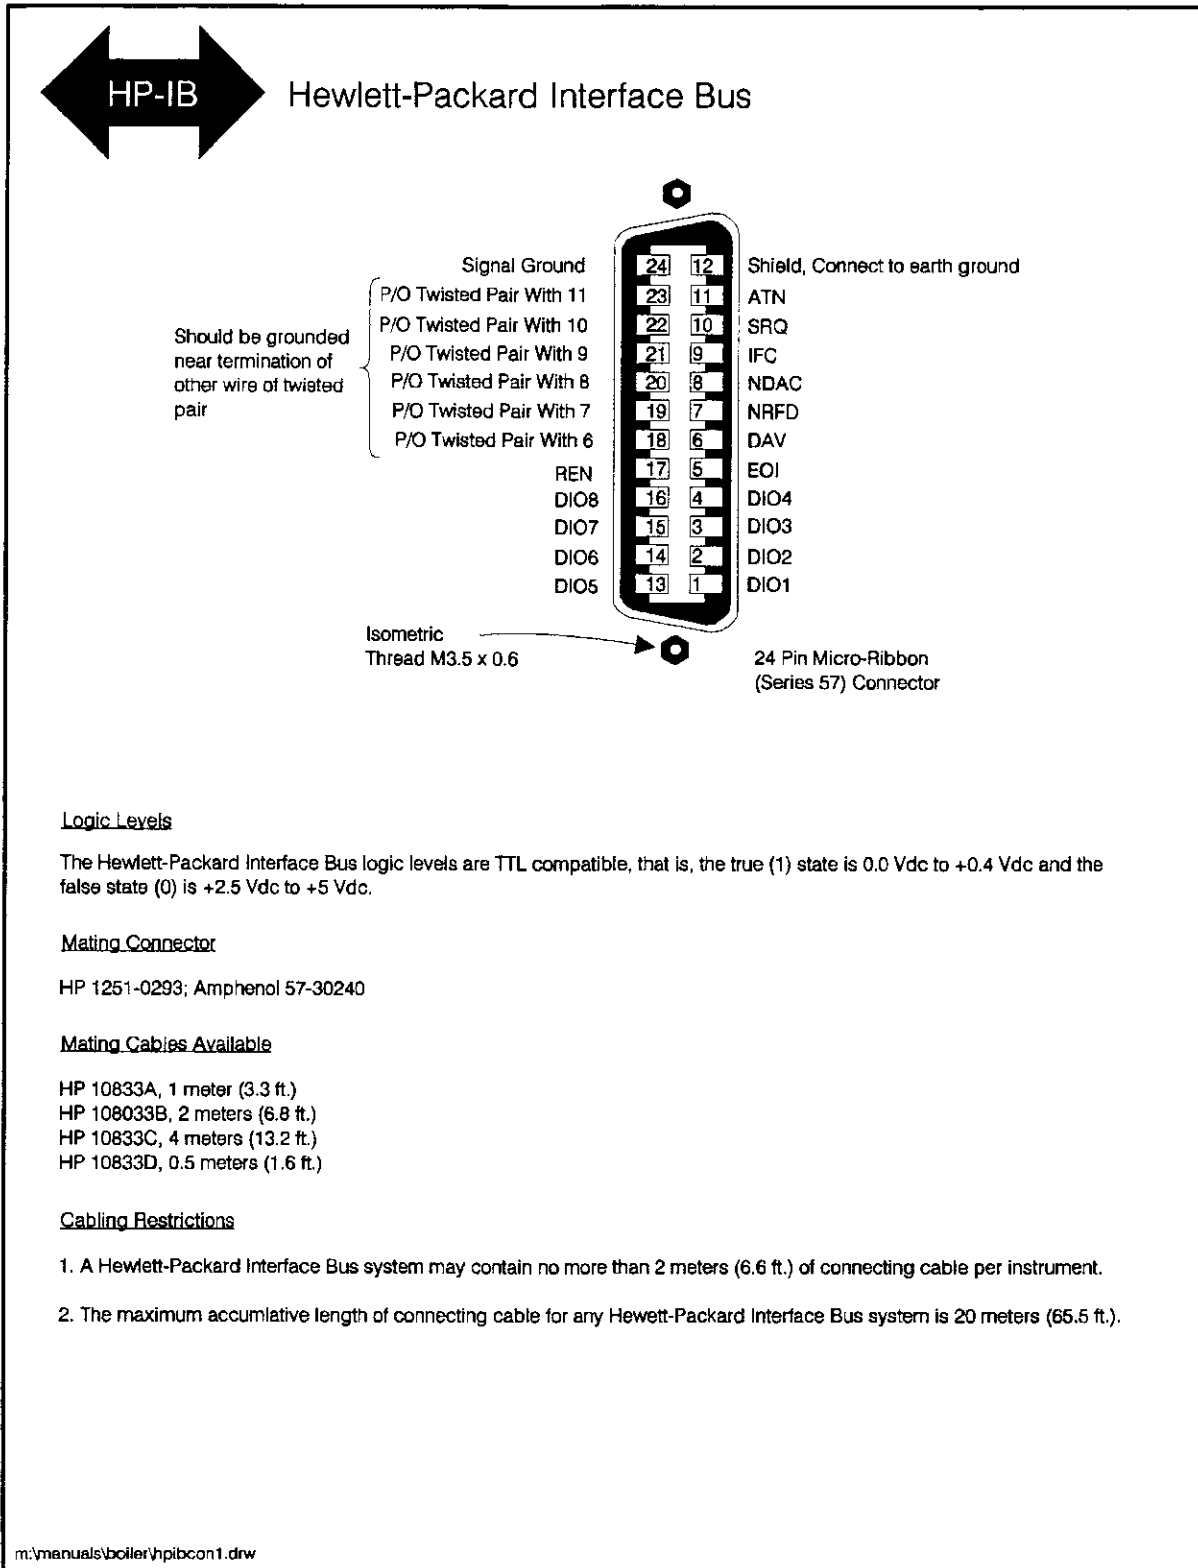 HP-IB
Hewlett-Packard Interface Bus
Signal Ground 24 12 Shield, Connect to earth ground
P/O Twisted Pair With 11 23 11 ATN
P/O Twisted Pair With 10 22 10 SRQ
P/O Twisted Pair With 9 21 9 IFC
P/O Twisted Pair With 8 20 8 NDAC
P/O Twisted Pair With 7 19 7 NRFD
P/O Twisted Pair With 6 18 6 DAV
Should be grounded
near termination of
other wire of twisted
pair
REN 17 5 EOI
DIO8 16 4 DIO4
DIO7 15 3 DIO3
DIO6 14 2 DIO2
DIO5 13 1 DIO1
Isometric
Thread M3.5 x 0.6
24 Pin Micro-Ribbon
(Series 57) Connector
Logic Levels
The Hewlett-Packard Interface Bus logic levels are TTL compatible, that is, the true (1) state is 0.0 Vdc to +0.4 Vdc and the
false state (0) is +2.5 Vdc to +5 Vdc.
Mating Connector
HP 1251-0293; Amphenol 57-30240
Mating Cables Available
HP 10833A, 1 meter (3.3 ft.)
HP 108033B, 2 meters (6.8 ft.)
HP 10833C, 4 meters (13.2 ft.)
HP 10833D, 0.5 meters (1.6 ft.)
Cabling Restrictions
1. A Hewlett-Packard Interface Bus system may contain no more than 2 meters (6.6 ft.) of connecting cable per instrument.
2. The maximum accumlative length of connecting cable for any Hewett-Packard Interface Bus system is 20 meters (65.5 ft.).
m:\manuals\boiler\hpibcon1.drw